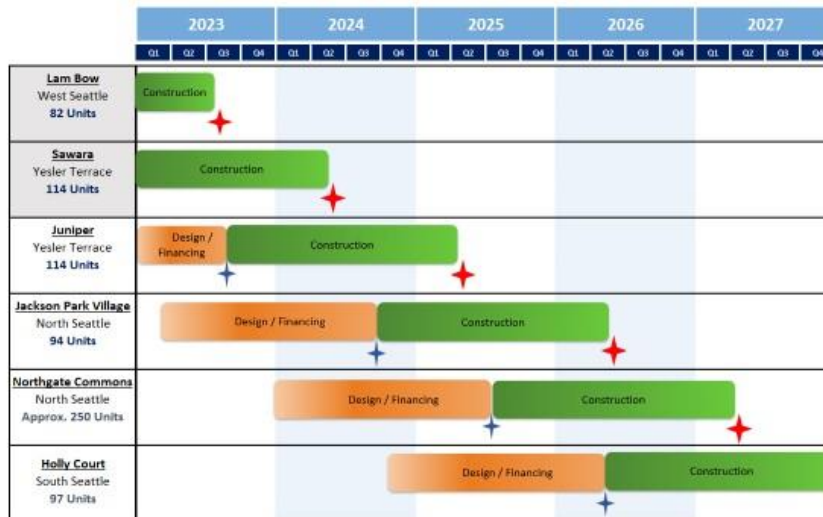 2023 2024 2025 2026 2027
Q1 Q2 Q3 Q4 Q1 Q2 Q3 Q4 Q1 Q2 Q3 Q4 Q1 Q2 Q3 Q4 Q1 Q2 Q3 Q4
Lam Bow
West Seattle
82 Units
Construction
Sawara
Yesler Terrace
114 Units
Construction
Juniper
Yesler Terrace
114 Units
Design /
Financing
Construction
Jackson Park Village
North Seattle
94 Units
Design / Financing
Construction
Northgate Commons
North Seattle
Approx. 250 Units
Design / Financing
Construction
Holly Court
South Seattle
97 Units
Design / Financing
Construction